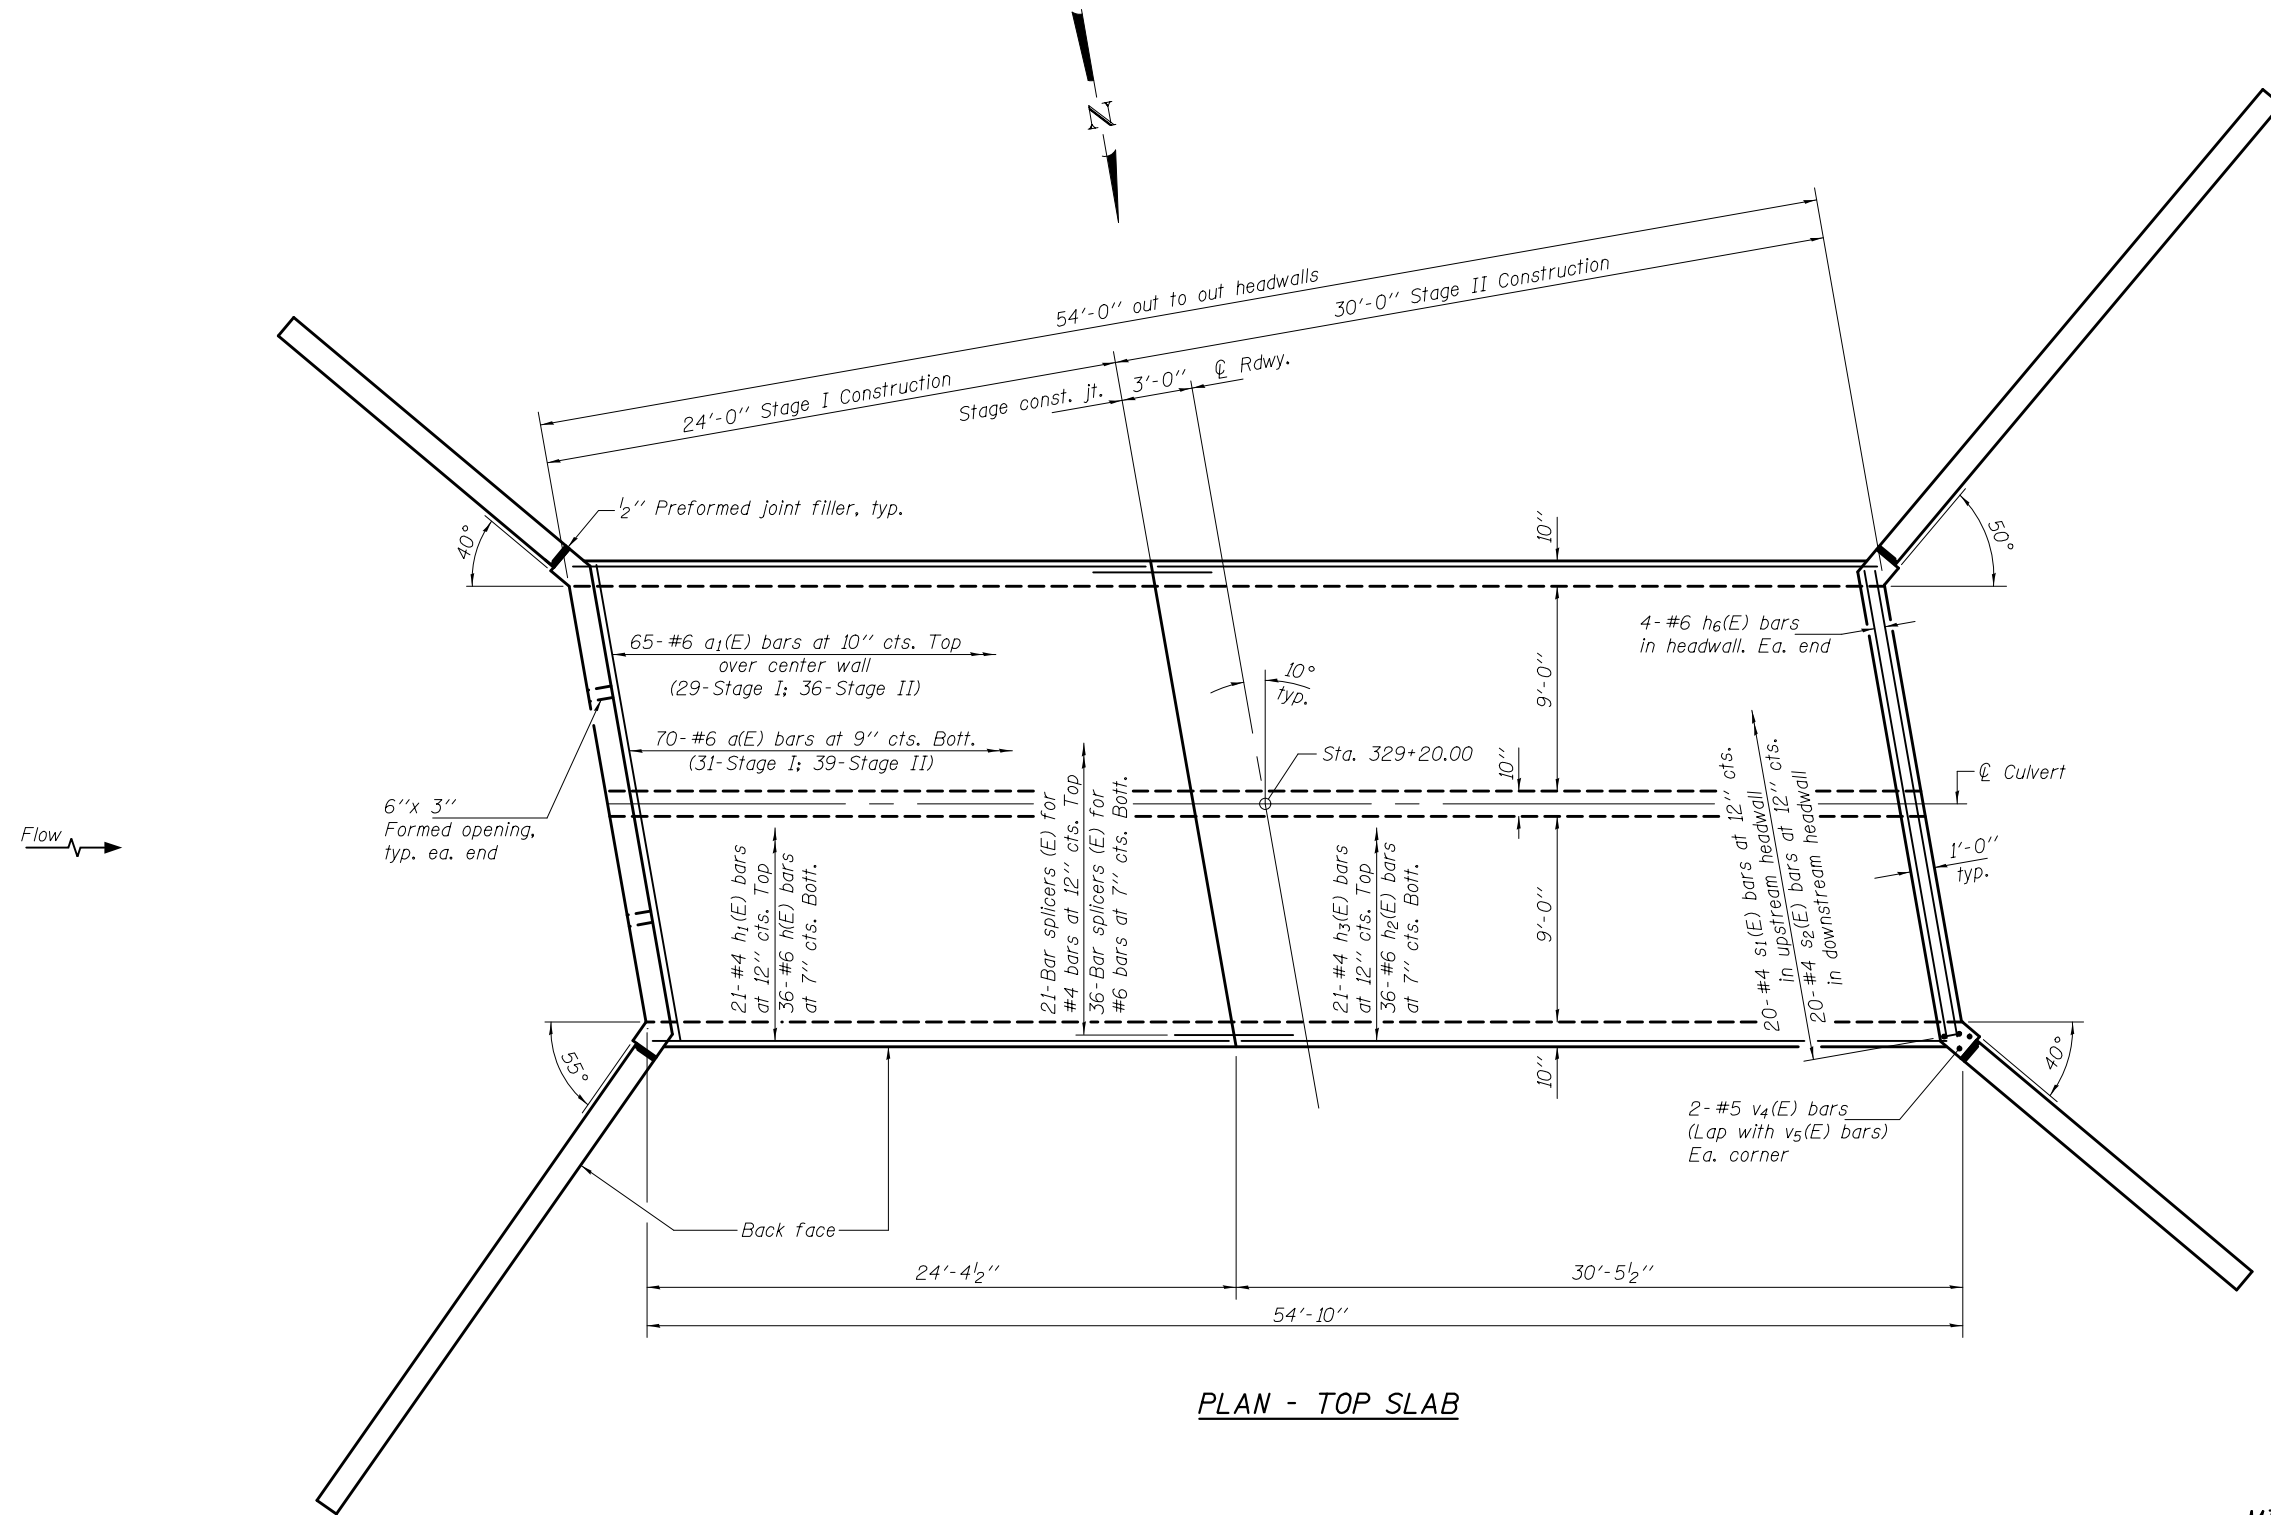 N
54'-0" out to out headwalls
30'-0" Stage II Construction
24'-0" Stage I Construction
Stage const. jt.
3'-0"
℄ Rdwy.
½" Preformed joint filler, typ.
40°
10"
50°
65-#6 a₁(E) bars at 10" cts. Top
over center wall
(29-Stage I; 36-Stage II)
4-#6 h₆(E) bars
in headwall. Ea. end
10°
typ.
9'-0"
70-#6 a(E) bars at 9" cts. Bott.
(31-Stage I; 39-Stage II)
Sta. 329+20.00
10"
℄ Culvert
6"x 3"
Formed opening,
typ. ea. end
Flow
21-#4 h₁(E) bars
at 12" cts. Top
36-#6 h(E) bars
at 7" cts. Bott.
21-Bar splicers (E) for
#4 bars at 12" cts. Top
36-Bar splicers (E) for
#6 bars at 7" cts. Bott.
21-#4 h₃(E) bars
at 12" cts. Top
36-#6 h₂(E) bars
at 7" cts. Bott.
9'-0"
20-#4 s₁(E) bars at 12" cts.
in upstream headwall
20-#4 s₂(E) bars at 12" cts.
in downstream headwall
1'-0"
typ.
55°
10"
40°
2-#5 v₄(E) bars
(Lap with v₅(E) bars)
Ea. corner
Back face
24'-4½"
30'-5½"
54'-10"
PLAN - TOP SLAB